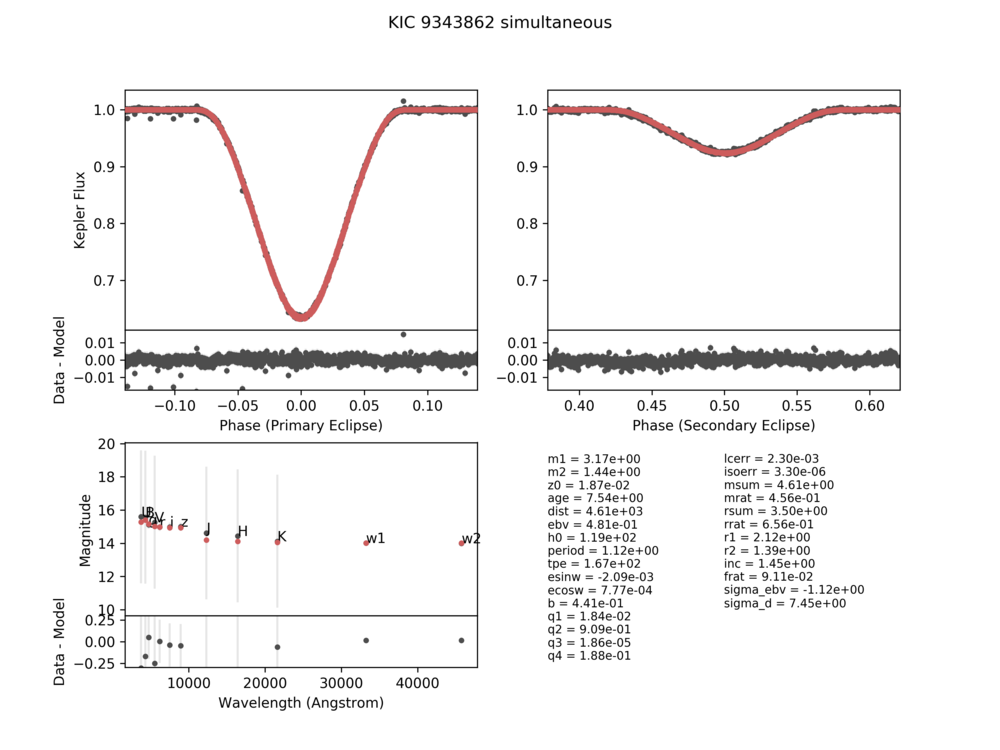 KIC 9343862 simultaneous
Kepler Flux
1.0
0.9
0.8
0.7
1.0
0.9
0.8
0.7
Data - Model
0.01
0.00
−0.01
0.01
0.00
−0.01
−0.10 −0.05 0.00 0.05 0.10
0.40 0.45 0.50 0.55 0.60
Phase (Primary Eclipse)
Phase (Secondary Eclipse)
Magnitude
20
16
14
12
10
B V r i z J H K w1 w2
Data - Model
0.25
0.00
−0.25
10000 20000 30000 40000
Wavelength (Angstrom)
m1 = 3.17e+00
m2 = 1.44e+00
z0 = 1.87e-02
age = 7.54e+00
dist = 4.61e+03
ebv = 4.81e-01
h0 = 1.19e+02
period = 1.12e+00
tpe = 1.67e+02
esinw = -2.09e-03
ecosw = 7.77e-04
b = 4.41e-01
q1 = 1.84e-02
q2 = 9.09e-01
q3 = 1.86e-05
q4 = 1.88e-01
lcerr = 2.30e-03
isoerr = 3.30e-06
msum = 4.61e+00
mrat = 4.56e-01
rsum = 3.50e+00
rrat = 6.56e-01
r1 = 2.12e+00
r2 = 1.39e+00
inc = 1.45e+00
frat = 9.11e-02
sigma_ebv = -1.12e+00
sigma_d = 7.45e+00